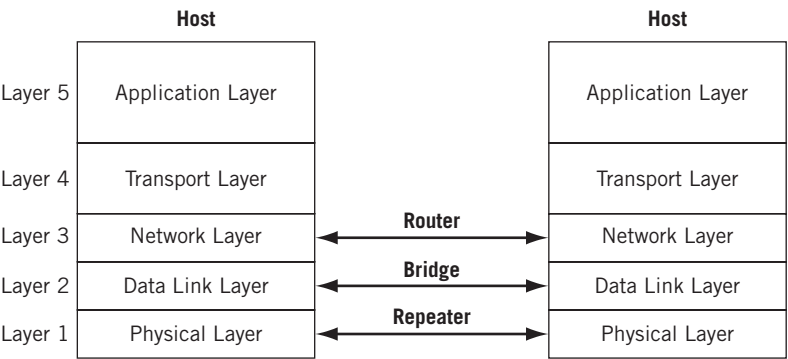 Host Host
Layer 5 Application Layer Application Layer
Layer 4 Transport Layer Transport Layer
Router
Layer 3 Network Layer Network Layer
Bridge
Layer 2 Data Link Layer Data Link Layer
Repeater
Layer 1 Physical Layer Physical Layer